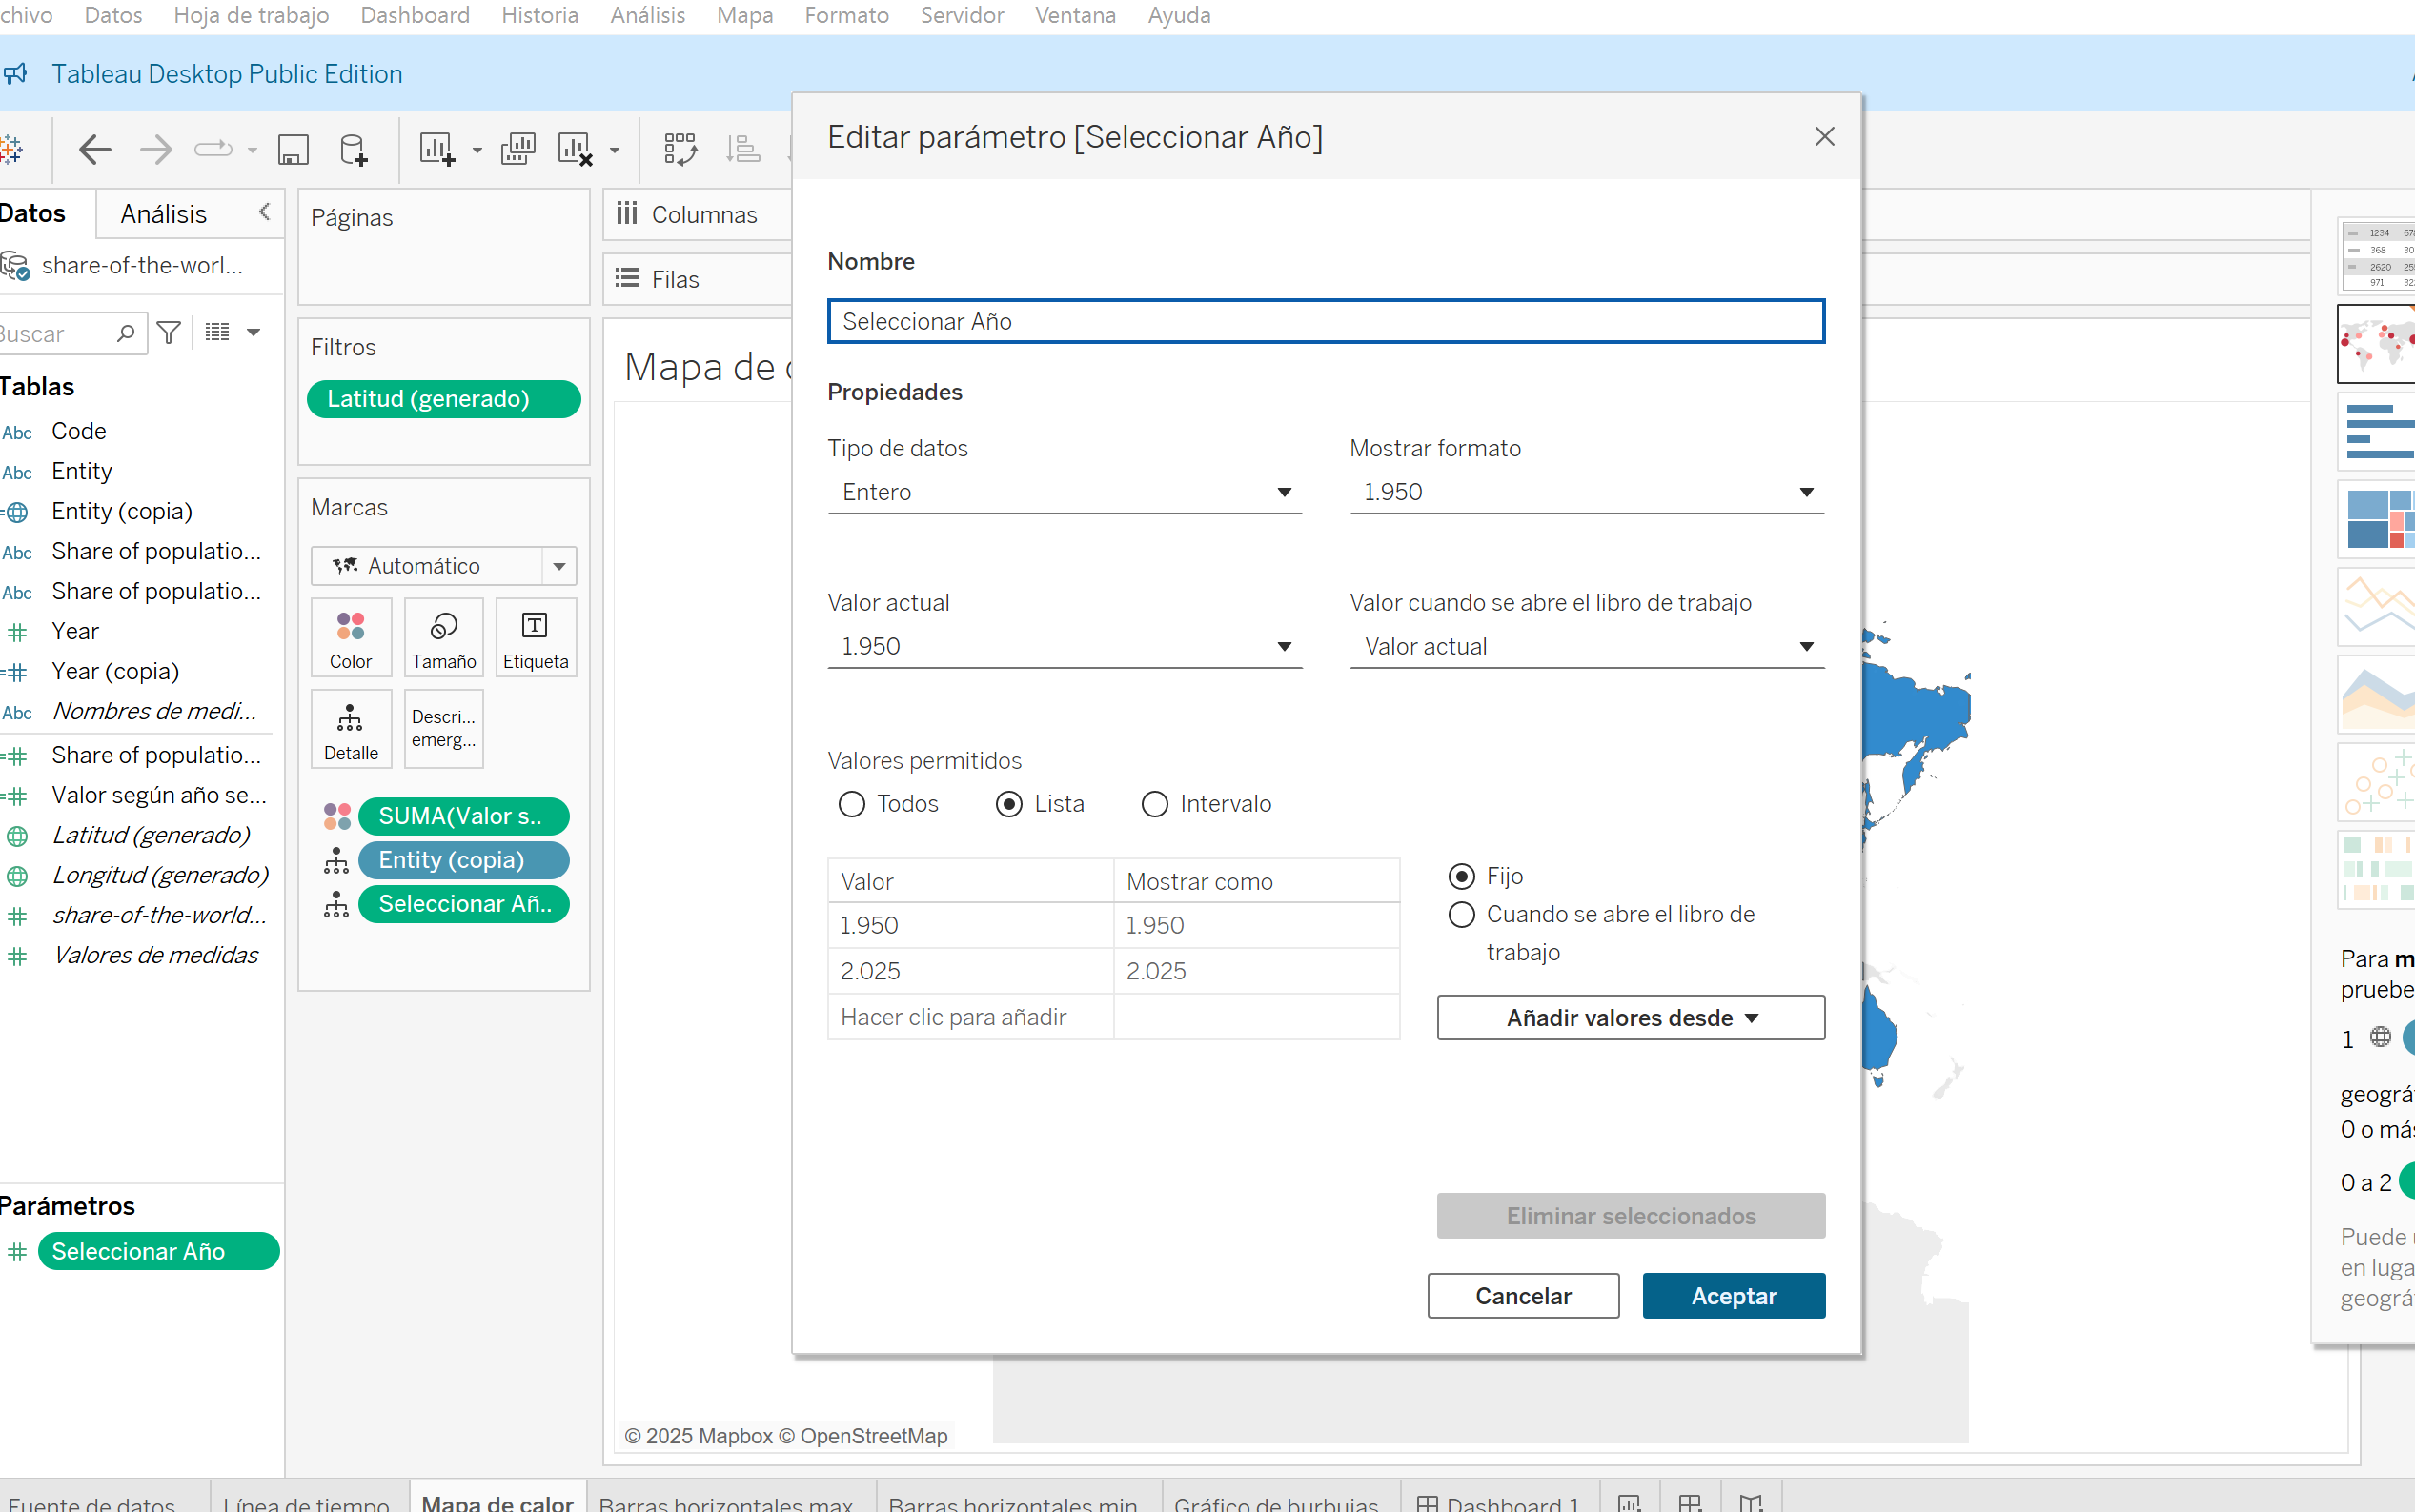 chivo Datos Hoja de trabajo Dashboard Historia Análisis Mapa Formato Servidor Ventana Ayuda
Tableau Desktop Public Edition
Datos
Análisis
share-of-the-worl...
Buscar
Tablas
Abc Code
Abc Entity
Entity (copia)
Abc Share of populatio...
Abc Share of populatio...
Year
Year (copia)
Abc Nombres de medi...
Share of populatio...
Valor según año se...
Latitud (generado)
Longitud (generado)
share-of-the-world...
Valores de medidas
Parámetros
Seleccionar Año
Páginas
Filtros
Latitud (generado)
Marcas
Automático
Color
Tamaño
Etiqueta
Detalle
Descri...
emerg...
SUMA(Valor s..
Entity (copia)
Seleccionar Añ..
Columnas
Filas
Mapa de
Editar parámetro [Seleccionar Año]
Nombre
Seleccionar Año
Propiedades
Tipo de datos
Mostrar formato
Entero
1.950
Valor actual
Valor cuando se abre el libro de trabajo
1.950
Valor actual
Valores permitidos
Todos
Lista
Intervalo
Valor
Mostrar como
1.950
1.950
2.025
2.025
Hacer clic para añadir
Fijo
Cuando se abre el libro de
trabajo
Añadir valores desde
Eliminar seleccionados
Cancelar
Aceptar
© 2025 Mapbox © OpenStreetMap
1234
368
2620
971
Para
pruebe
1
geográ
0 o más
0 a 2
Puede
en luga
geográ
Fuente de datos
Línea de tiempo
Mapa de calor
Barras horizontales max
Barras horizontales min
Gráfico de burbujas
Dashboard 1